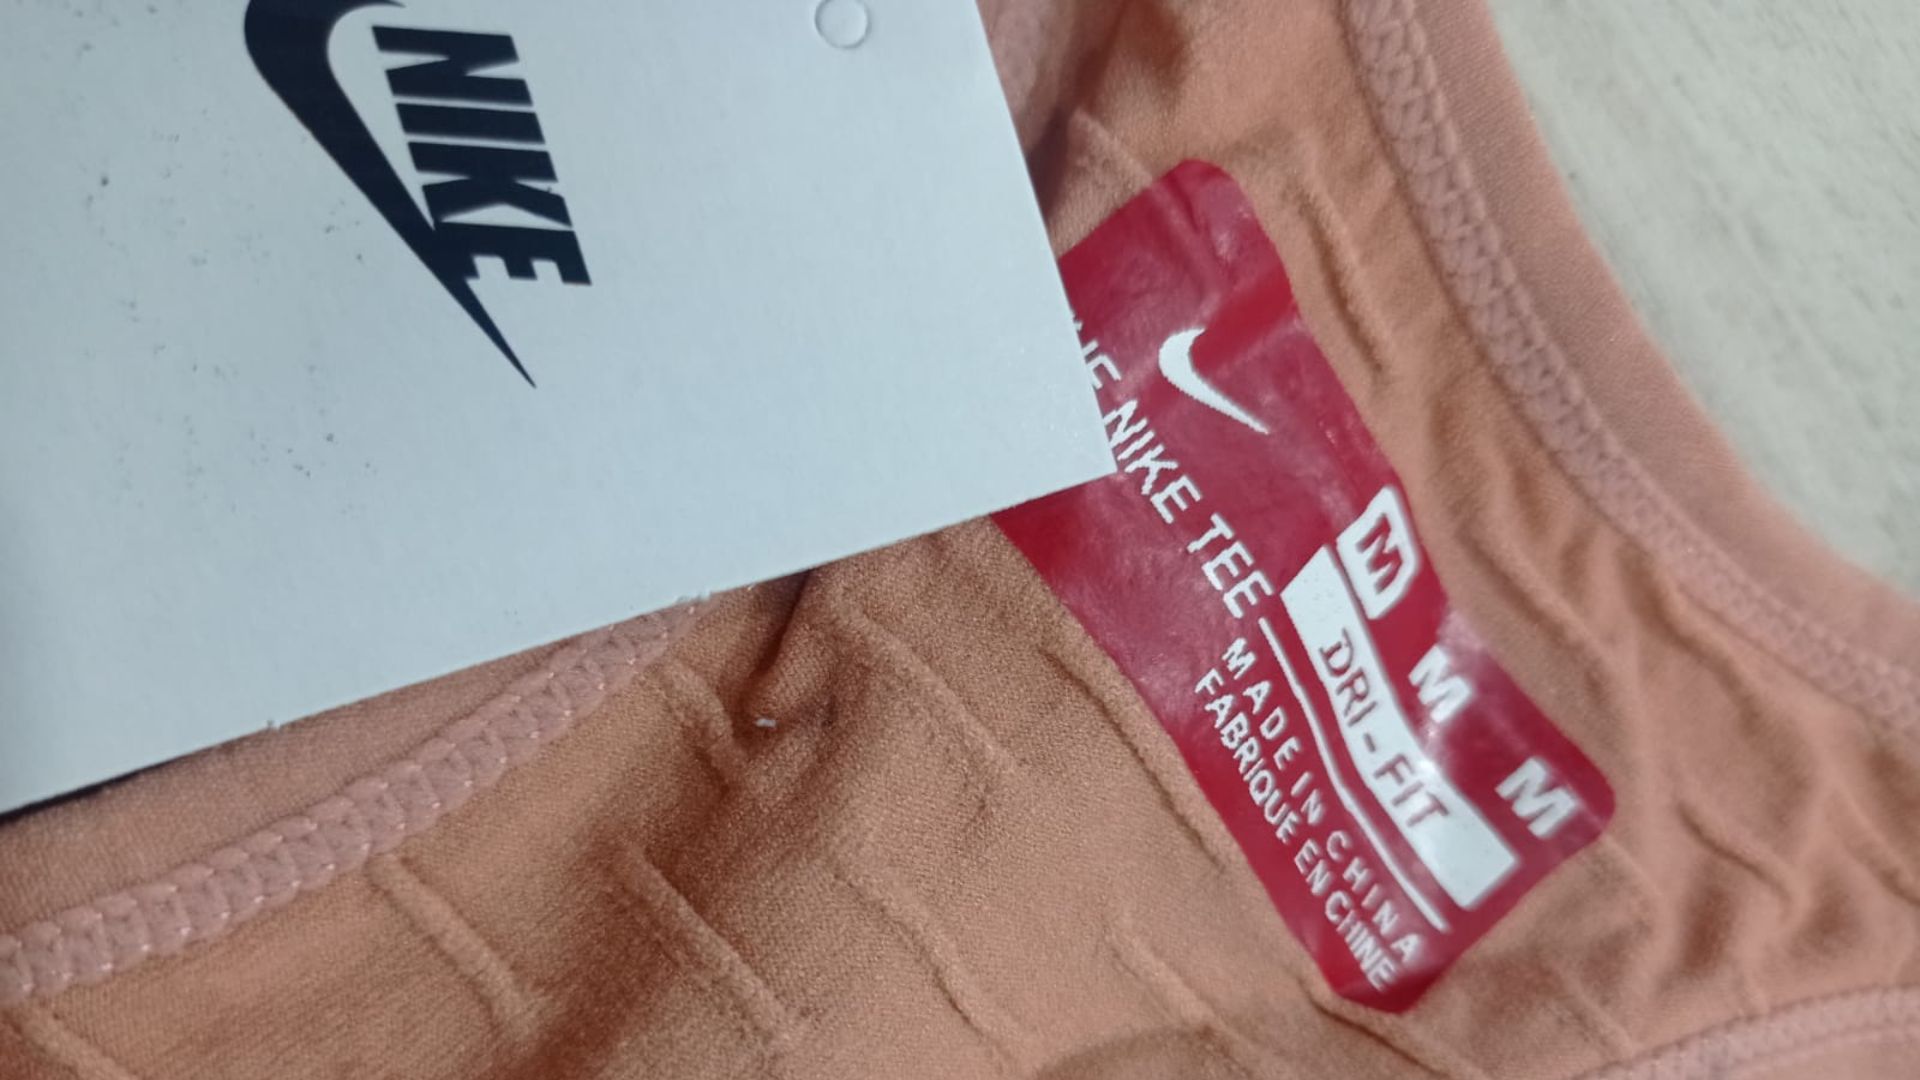 NIKE
M M M
DRI-FIT
NIKE TEE
MADE IN CHINA
FABRIQUE EN CHINE